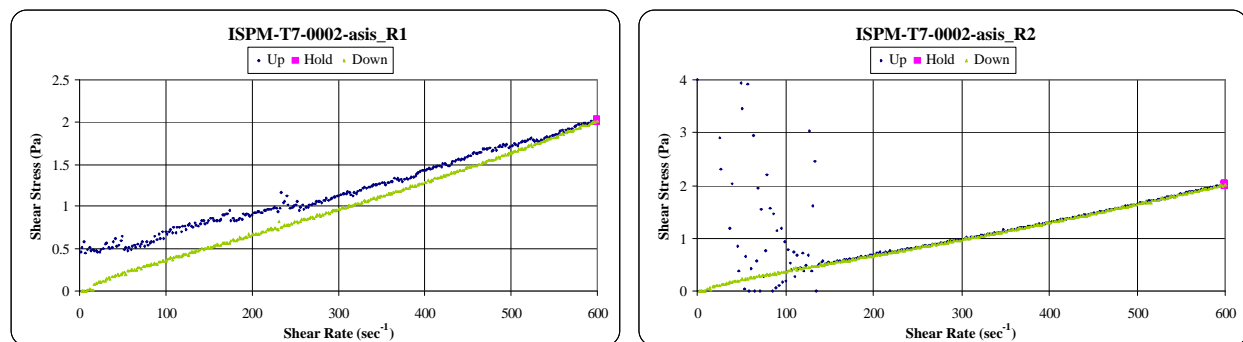 ISPM-T7-0002-asis_R1
Up Hold Down
2.5
2
1.5
1
0.5
0
0 100 200 300 400 500 600
Shear Stress (Pa)
Shear Rate (sec⁻¹)
ISPM-T7-0002-asis_R2
Up Hold Down
4
3
2
1
0
0 100 200 300 400 500 600
Shear Stress (Pa)
Shear Rate (sec⁻¹)